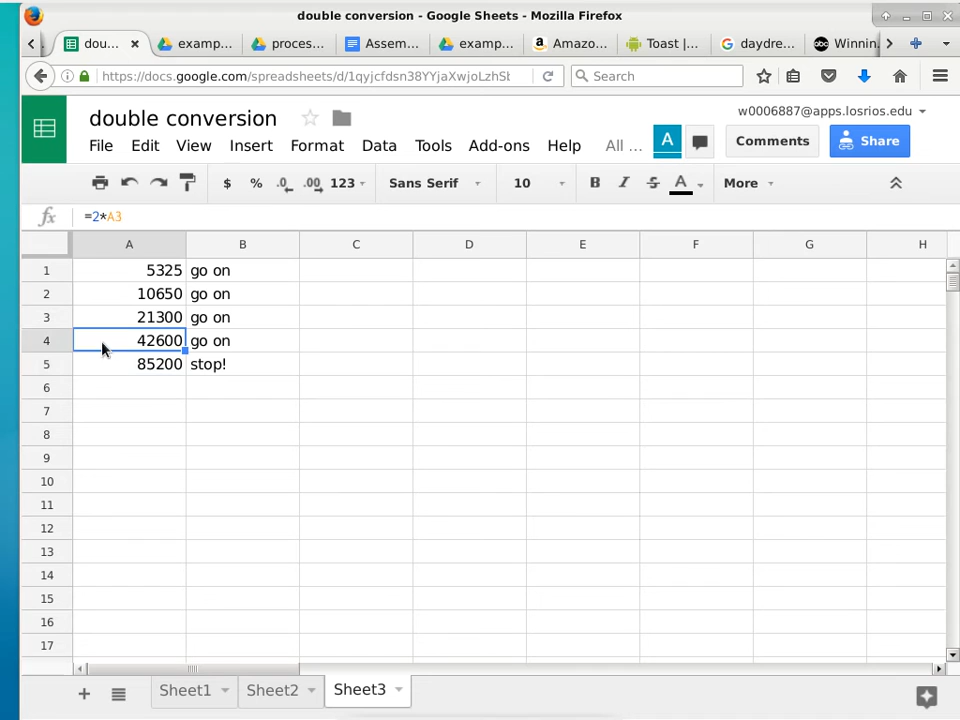 double conversion - Google Sheets - Mozilla Firefox
dou... examp... proces... Assem... examp... Amazo... Toast |... daydre... Winnin
https://docs.google.com/spreadsheets/d/1qyjcfdsn38YYjaXwjoLzhSt Search
w0006887@apps.losrios.edu
double conversion
File Edit View Insert Format Data Tools Add-ons Help All ... A Comments Share
$ % .0 .00 123 Sans Serif 10 B I S A More
fx =2*A3
A B C D E F G H
1 5325 go on
2 10650 go on
3 21300 go on
4 42600 go on
5 85200 stop!
6
7
8
9
10
11
12
13
14
15
16
17
Sheet1 Sheet2 Sheet3